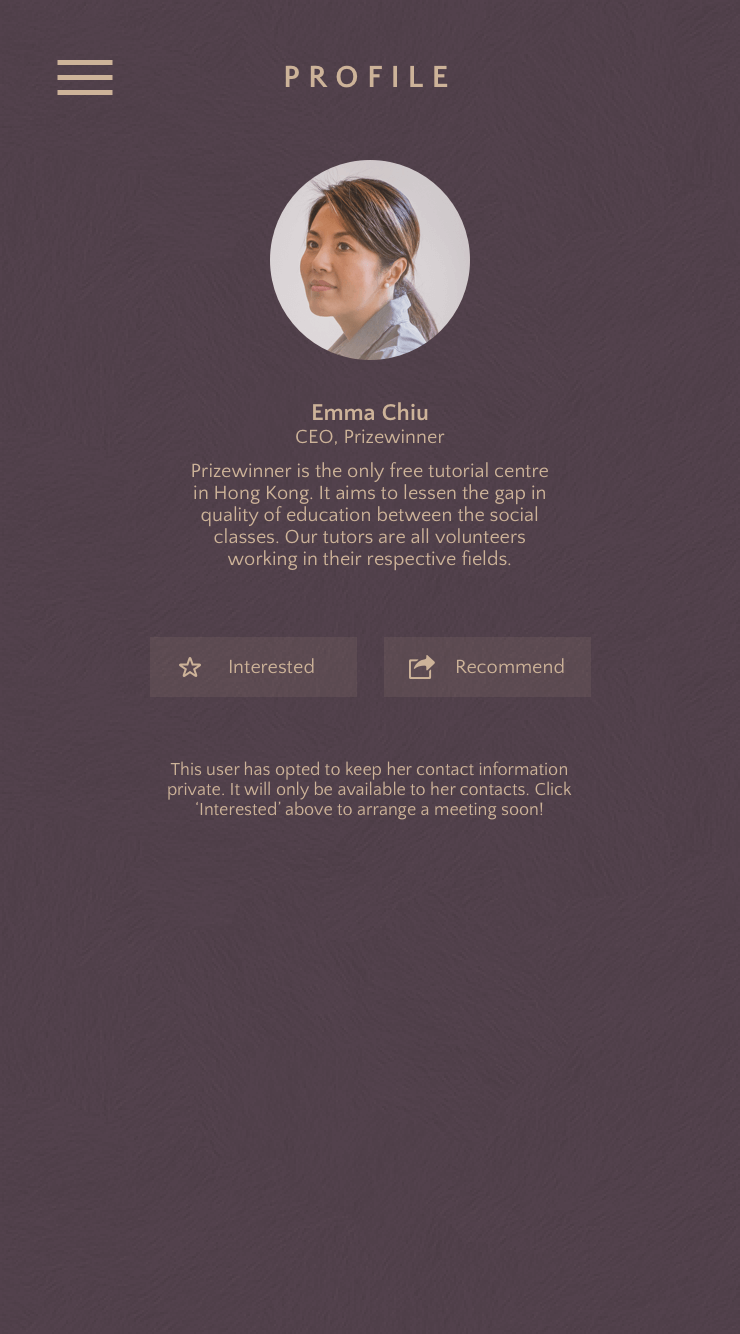 PROFILE
Emma Chiu
CEO, Prizewinner
Prizewinner is the only free tutorial centre
in Hong Kong. It aims to lessen the gap in
quality of education between the social
classes. Our tutors are all volunteers
working in their respective fields.
Interested
Recommend
This user has opted to keep her contact information
private. It will only be available to her contacts. Click
‘Interested’ above to arrange a meeting soon!